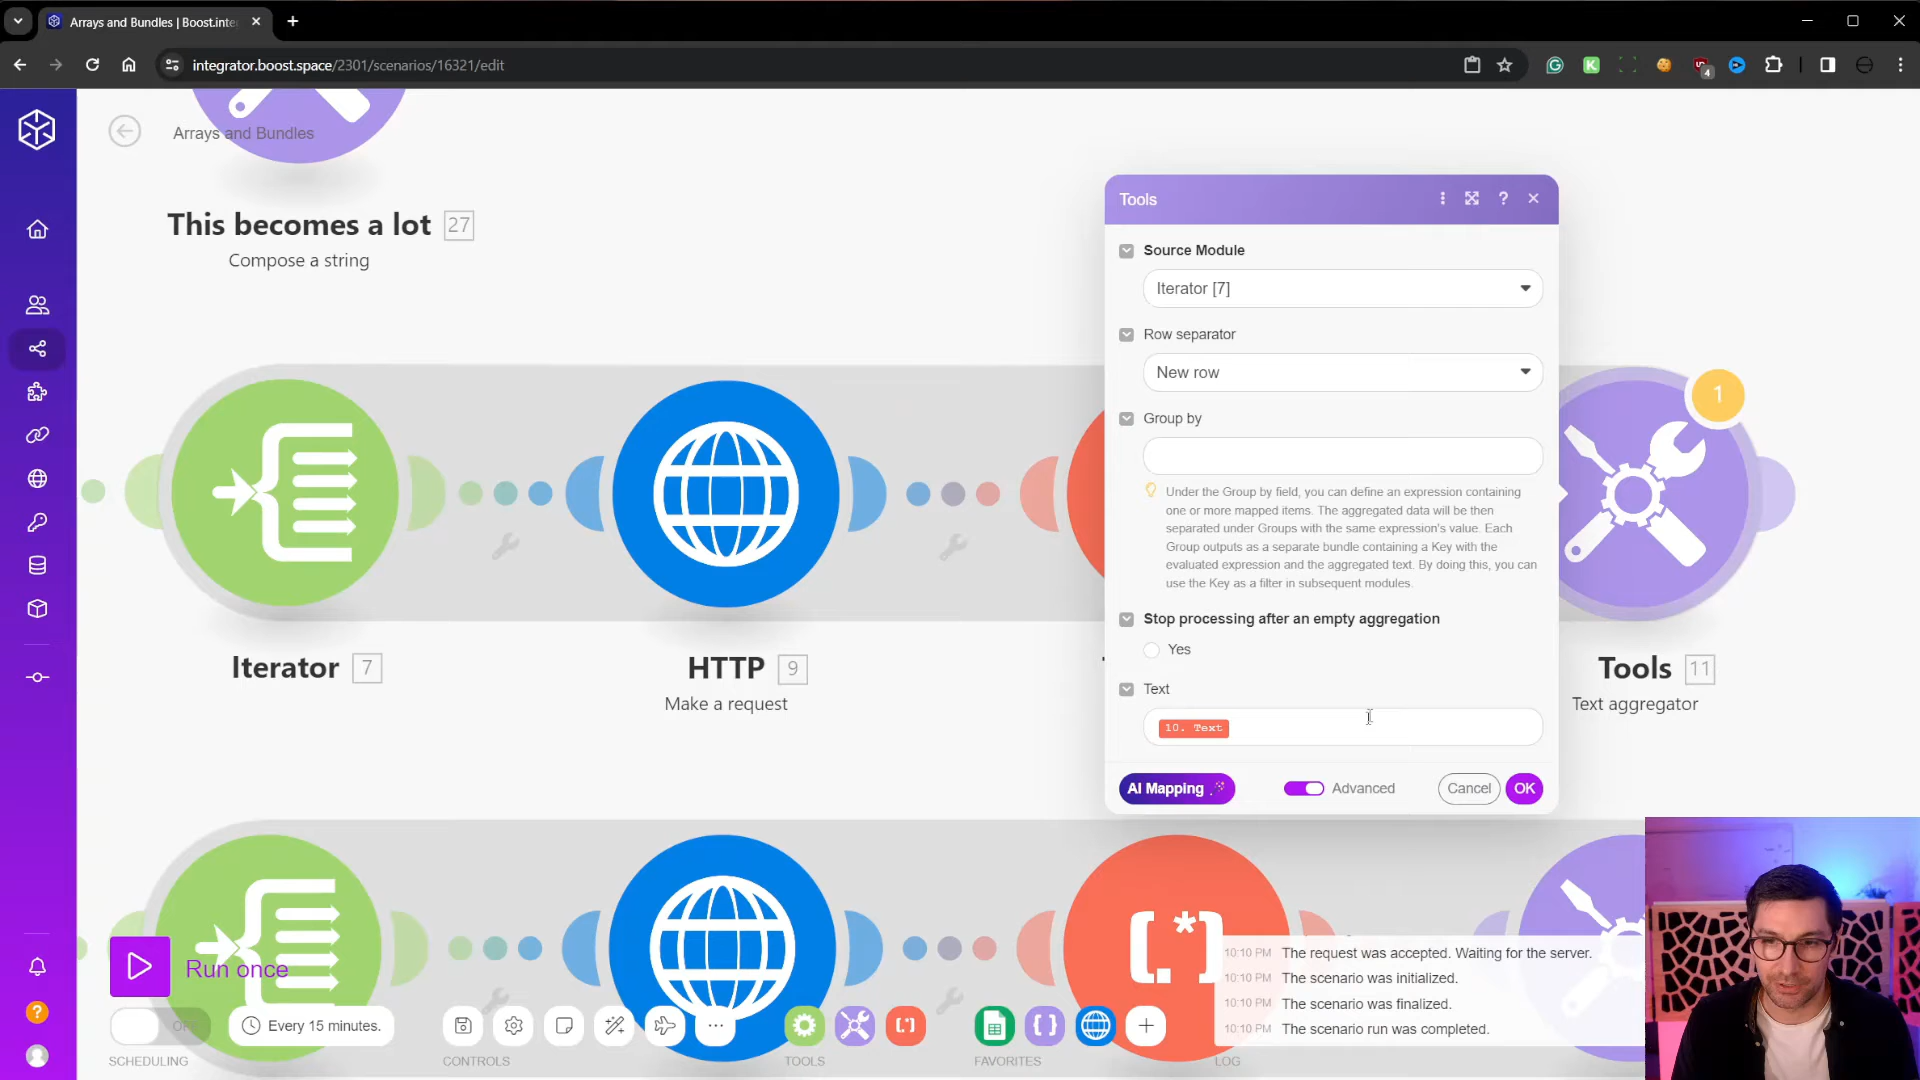 Arrays and Bundles | Boost.inte
integrator.boost.space/2301/scenarios/16321/edit
4
Arrays and Bundles
This becomes a lot 27
Compose a string
Tools
Source Module
Iterator [7]
Row separator
New row
Group by
Under the Group by field, you can define an expression containing
one or more mapped items. The aggregated data will be then
separated under Groups with the same expression's value. Each
Group outputs as a separate bundle containing a Key with the
evaluated expression and the aggregated text. By doing this, you can
use the Key as a filter in subsequent modules.
Stop processing after an empty aggregation
Yes
Text
10. Text
AI Mapping
Advanced
Cancel
OK
1
Iterator 7
HTTP 9
Make a request
Tools 11
Text aggregator
Run once
OFF
Every 15 minutes.
SCHEDULING
CONTROLS
TOOLS
FAVORITES
LOG
10:10 PM The request was accepted. Waiting for the server.
10:10 PM The scenario was initialized.
10:10 PM The scenario was finalized.
10:10 PM The scenario run was completed.